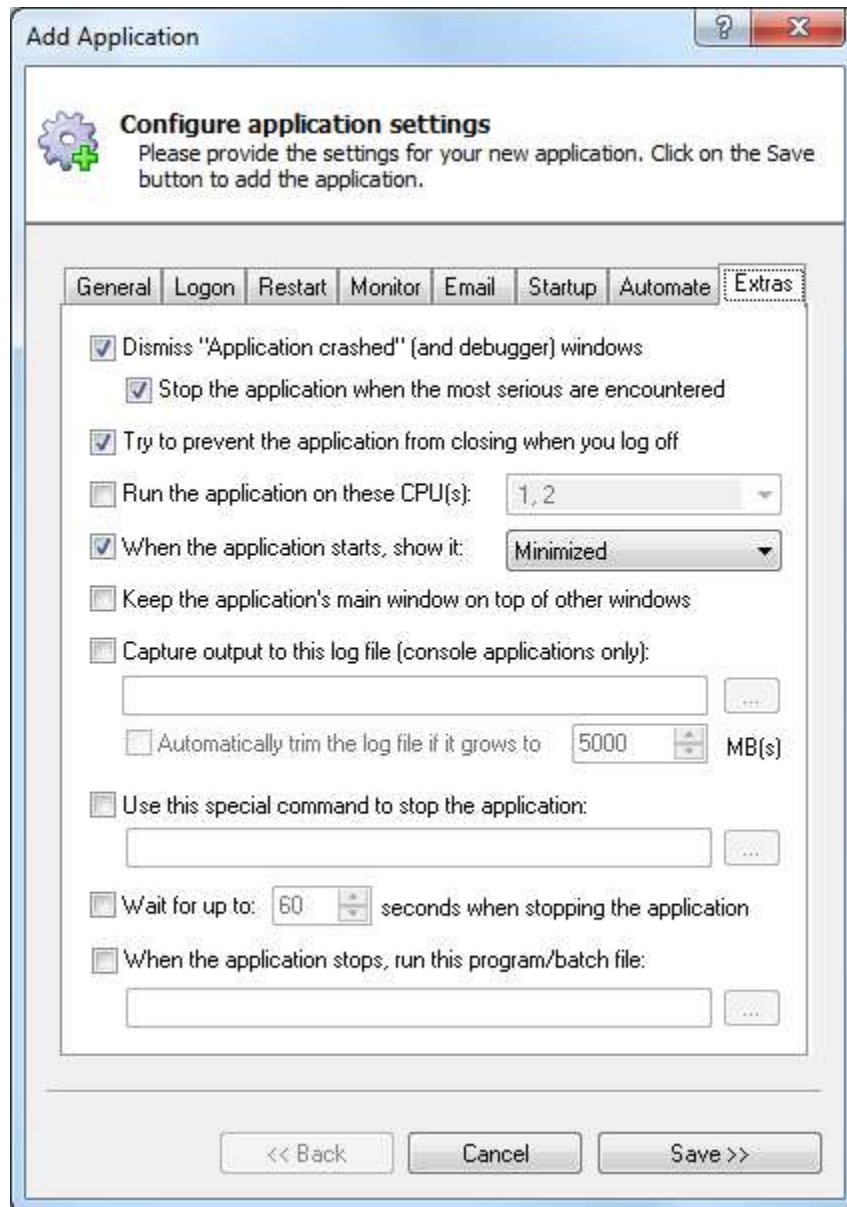 Add Application
Configure application settings
Please provide the settings for your new application. Click on the Save
button to add the application.
General Logon Restart Monitor Email Startup Automate Extras
Dismiss "Application crashed" (and debugger) windows
Stop the application when the most serious are encountered
Try to prevent the application from closing when you log off
Run the application on these CPU(s): 1, 2
When the application starts, show it: Minimized
Keep the application's main window on top of other windows
Capture output to this log file (console applications only):
...
Automatically trim the log file if it grows to 5000 MB(s)
Use this special command to stop the application:
...
Wait for up to: 60 seconds when stopping the application
When the application stops, run this program/batch file:
...
<< Back Cancel Save >>